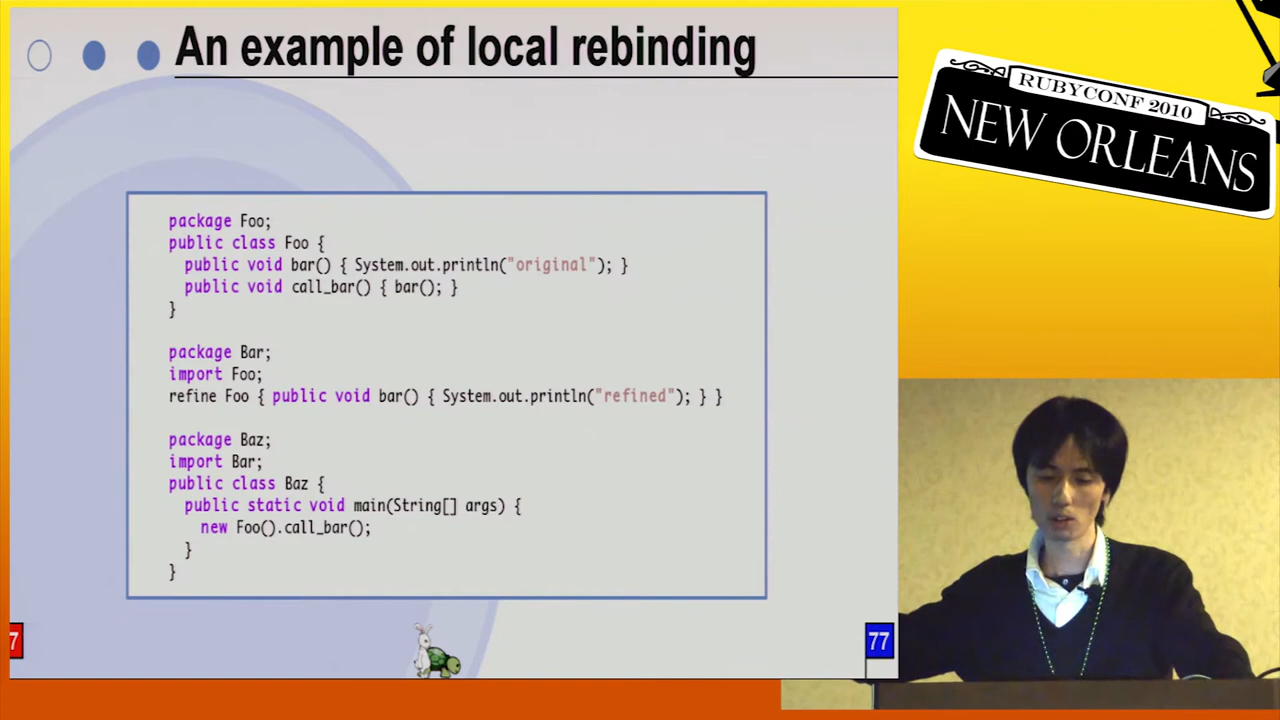 An example of local rebinding
package Foo;
public class Foo {
public void bar() { System.out.println("original"); }
public void call_bar() { bar(); }
}
package Bar;
import Foo;
refine Foo { public void bar() { System.out.println("refined"); } }
package Baz;
import Bar;
public class Baz {
public static void main(String[] args) {
new Foo().call_bar();
}
}
7
77
RUBYCONF 2010
NEW ORLEANS